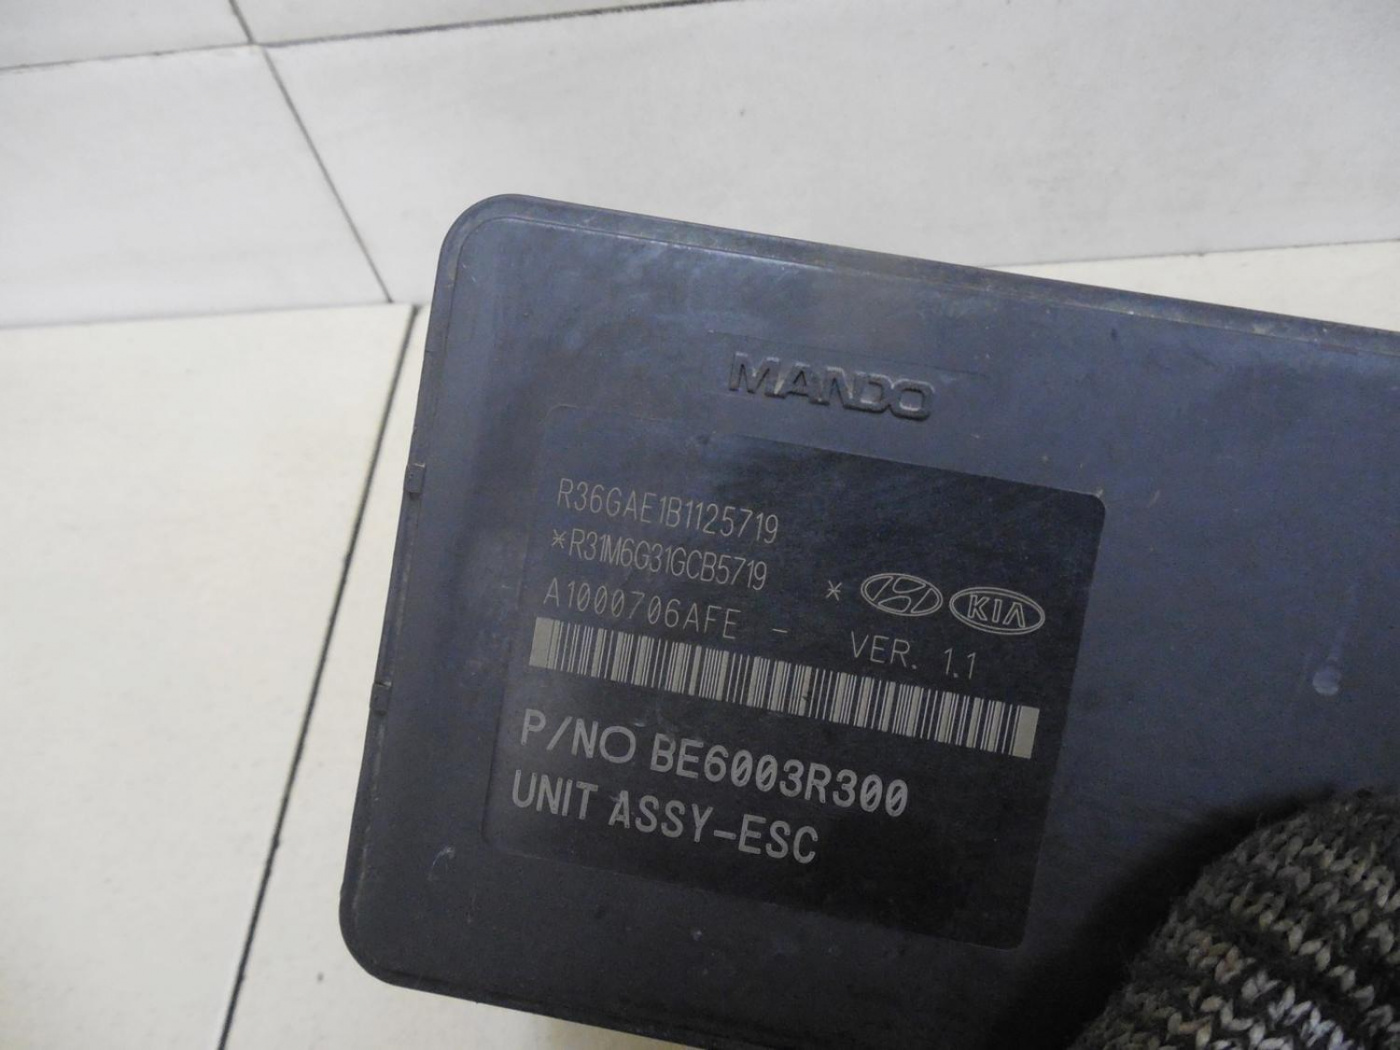 MANDO
R36GAE1B1125719
*R31M6G31GCB5719 *
KIA
A1000706AFE - VER. 1.1
P/NO BE6003R300
UNIT ASSY-ESC